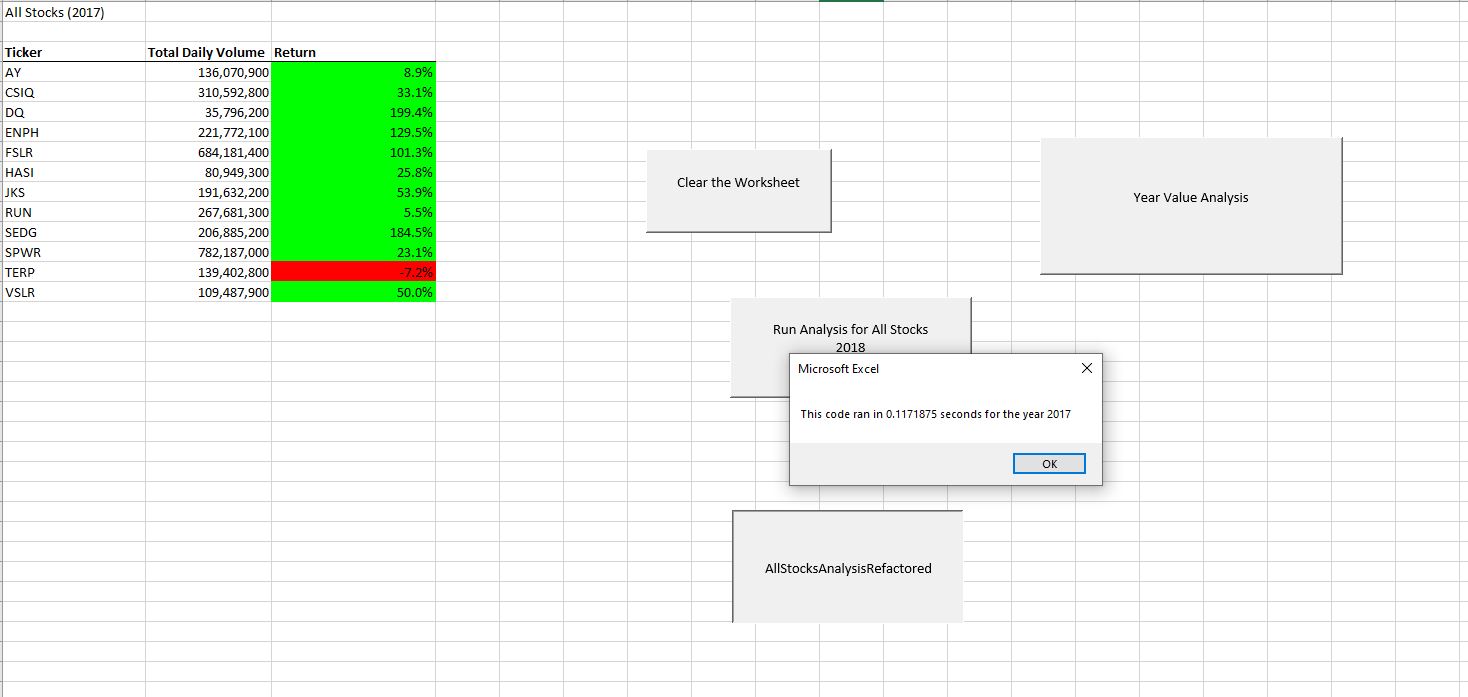 All Stocks (2017)
Ticker Total Daily Volume Return
AY 136,070,900 8.9%
CSIQ 310,592,800 33.1%
DQ 35,796,200 199.4%
ENPH 221,772,100 129.5%
FSLR 684,181,400 101.3%
HASI 80,949,300 25.8%
JKS 191,632,200 53.9%
RUN 267,681,300 5.5%
SEDG 206,885,200 184.5%
SPWR 782,187,000 23.1%
TERP 139,402,800 -7.2%
VSLR 109,487,900 50.0%
Clear the Worksheet
Year Value Analysis
Run Analysis for All Stocks
2018
Microsoft Excel
This code ran in 0.1171875 seconds for the year 2017
OK
AllStocksAnalysisRefactored